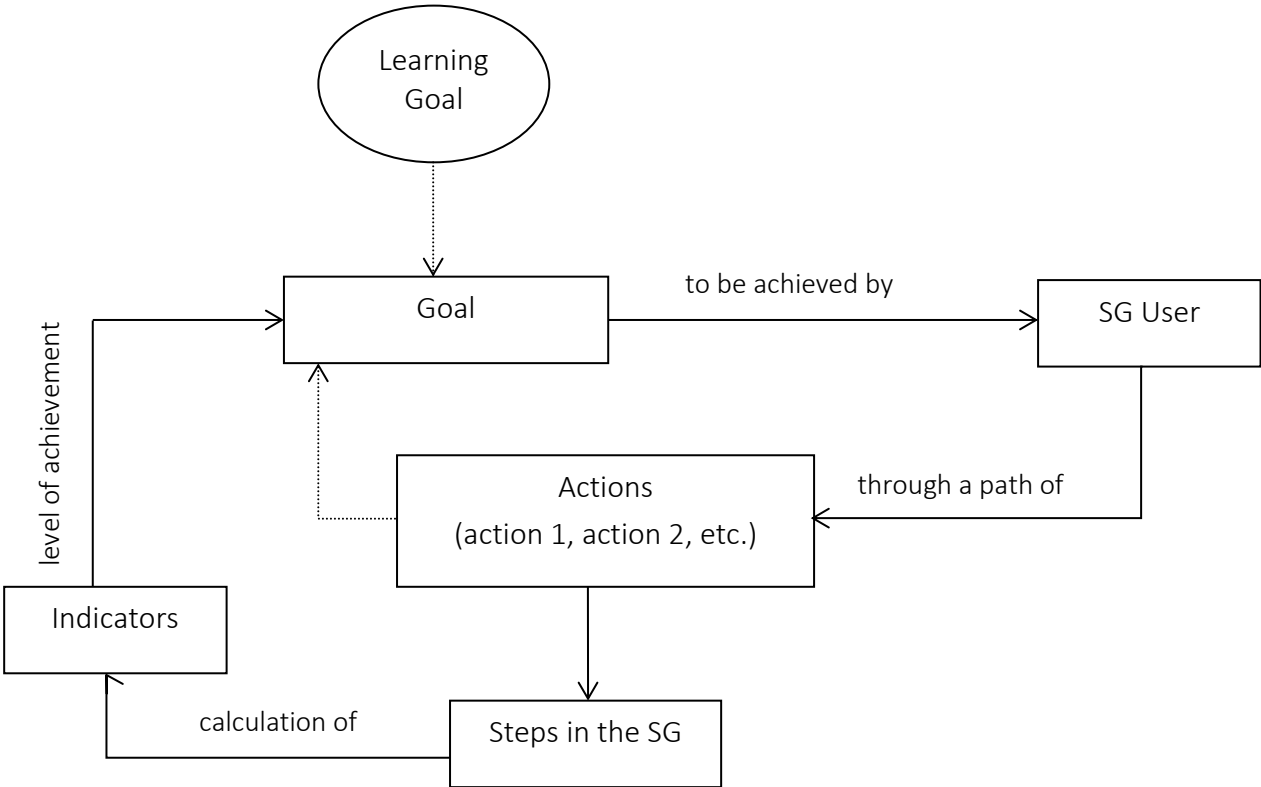 Learning
Goal
Goal
to be achieved by
SG User
level of achievement
Actions
(action 1, action 2, etc.)
through a path of
Indicators
calculation of
Steps in the SG